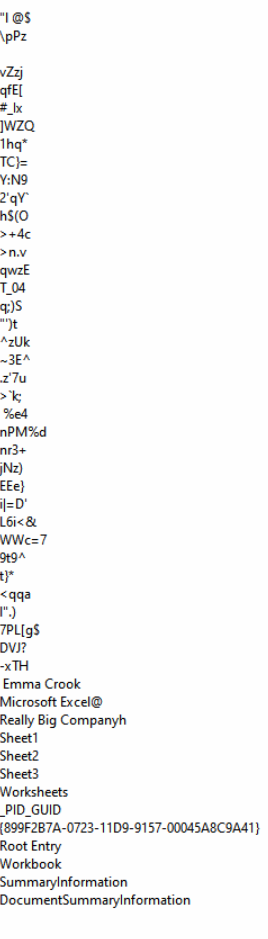 "I @$
\pPz
vZzj
qfE[
#_Ix
]WZQ
1hq*
TC}=
Y:N9
2'qY`
h$(O
>+4c
>n.v
qwzE
T_04
q;)S
"')t
^zUk
~3E^
.z'7u
>`k;
%e4
nPM%d
nr3+
jNz)
EEe}
i|=D'
L6i<&
WWc=7
9t9^
t}*
<qqa
I".)
7PL[g$
DVJ?
-xTH
Emma Crook
Microsoft Excel@
Really Big Companyh
Sheet1
Sheet2
Sheet3
Worksheets
_PID_GUID
{899F2B7A-0723-11D9-9157-00045A8C9A41}
Root Entry
Workbook
SummaryInformation
DocumentSummaryInformation